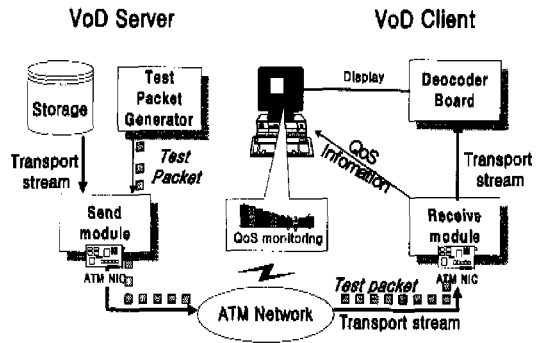 VoD Server
VoD Client
Storage
Test
Packet
Generator
Display
Deocoder
Board
Transport
stream
Test
Packet
QoS
Infomation
Transport
stream
Send
module
ATM NIC
QoS monitoring
Receive
module
ATM NIC
Test packet
ATM Network
Transport stream